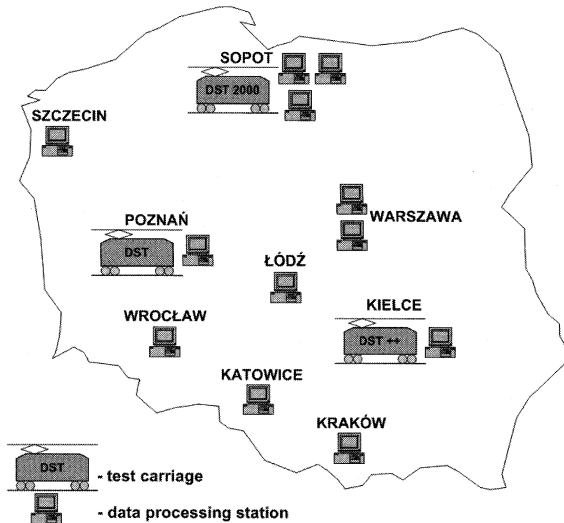 SOPOT
DST 2000
SZCZECIN
POZNAŃ
DST
WARSZAWA
ŁÓDŹ
WROCŁAW
KIELCE
DST ++
KATOWICE
KRAKÓW
DST
- test carriage
- data processing station